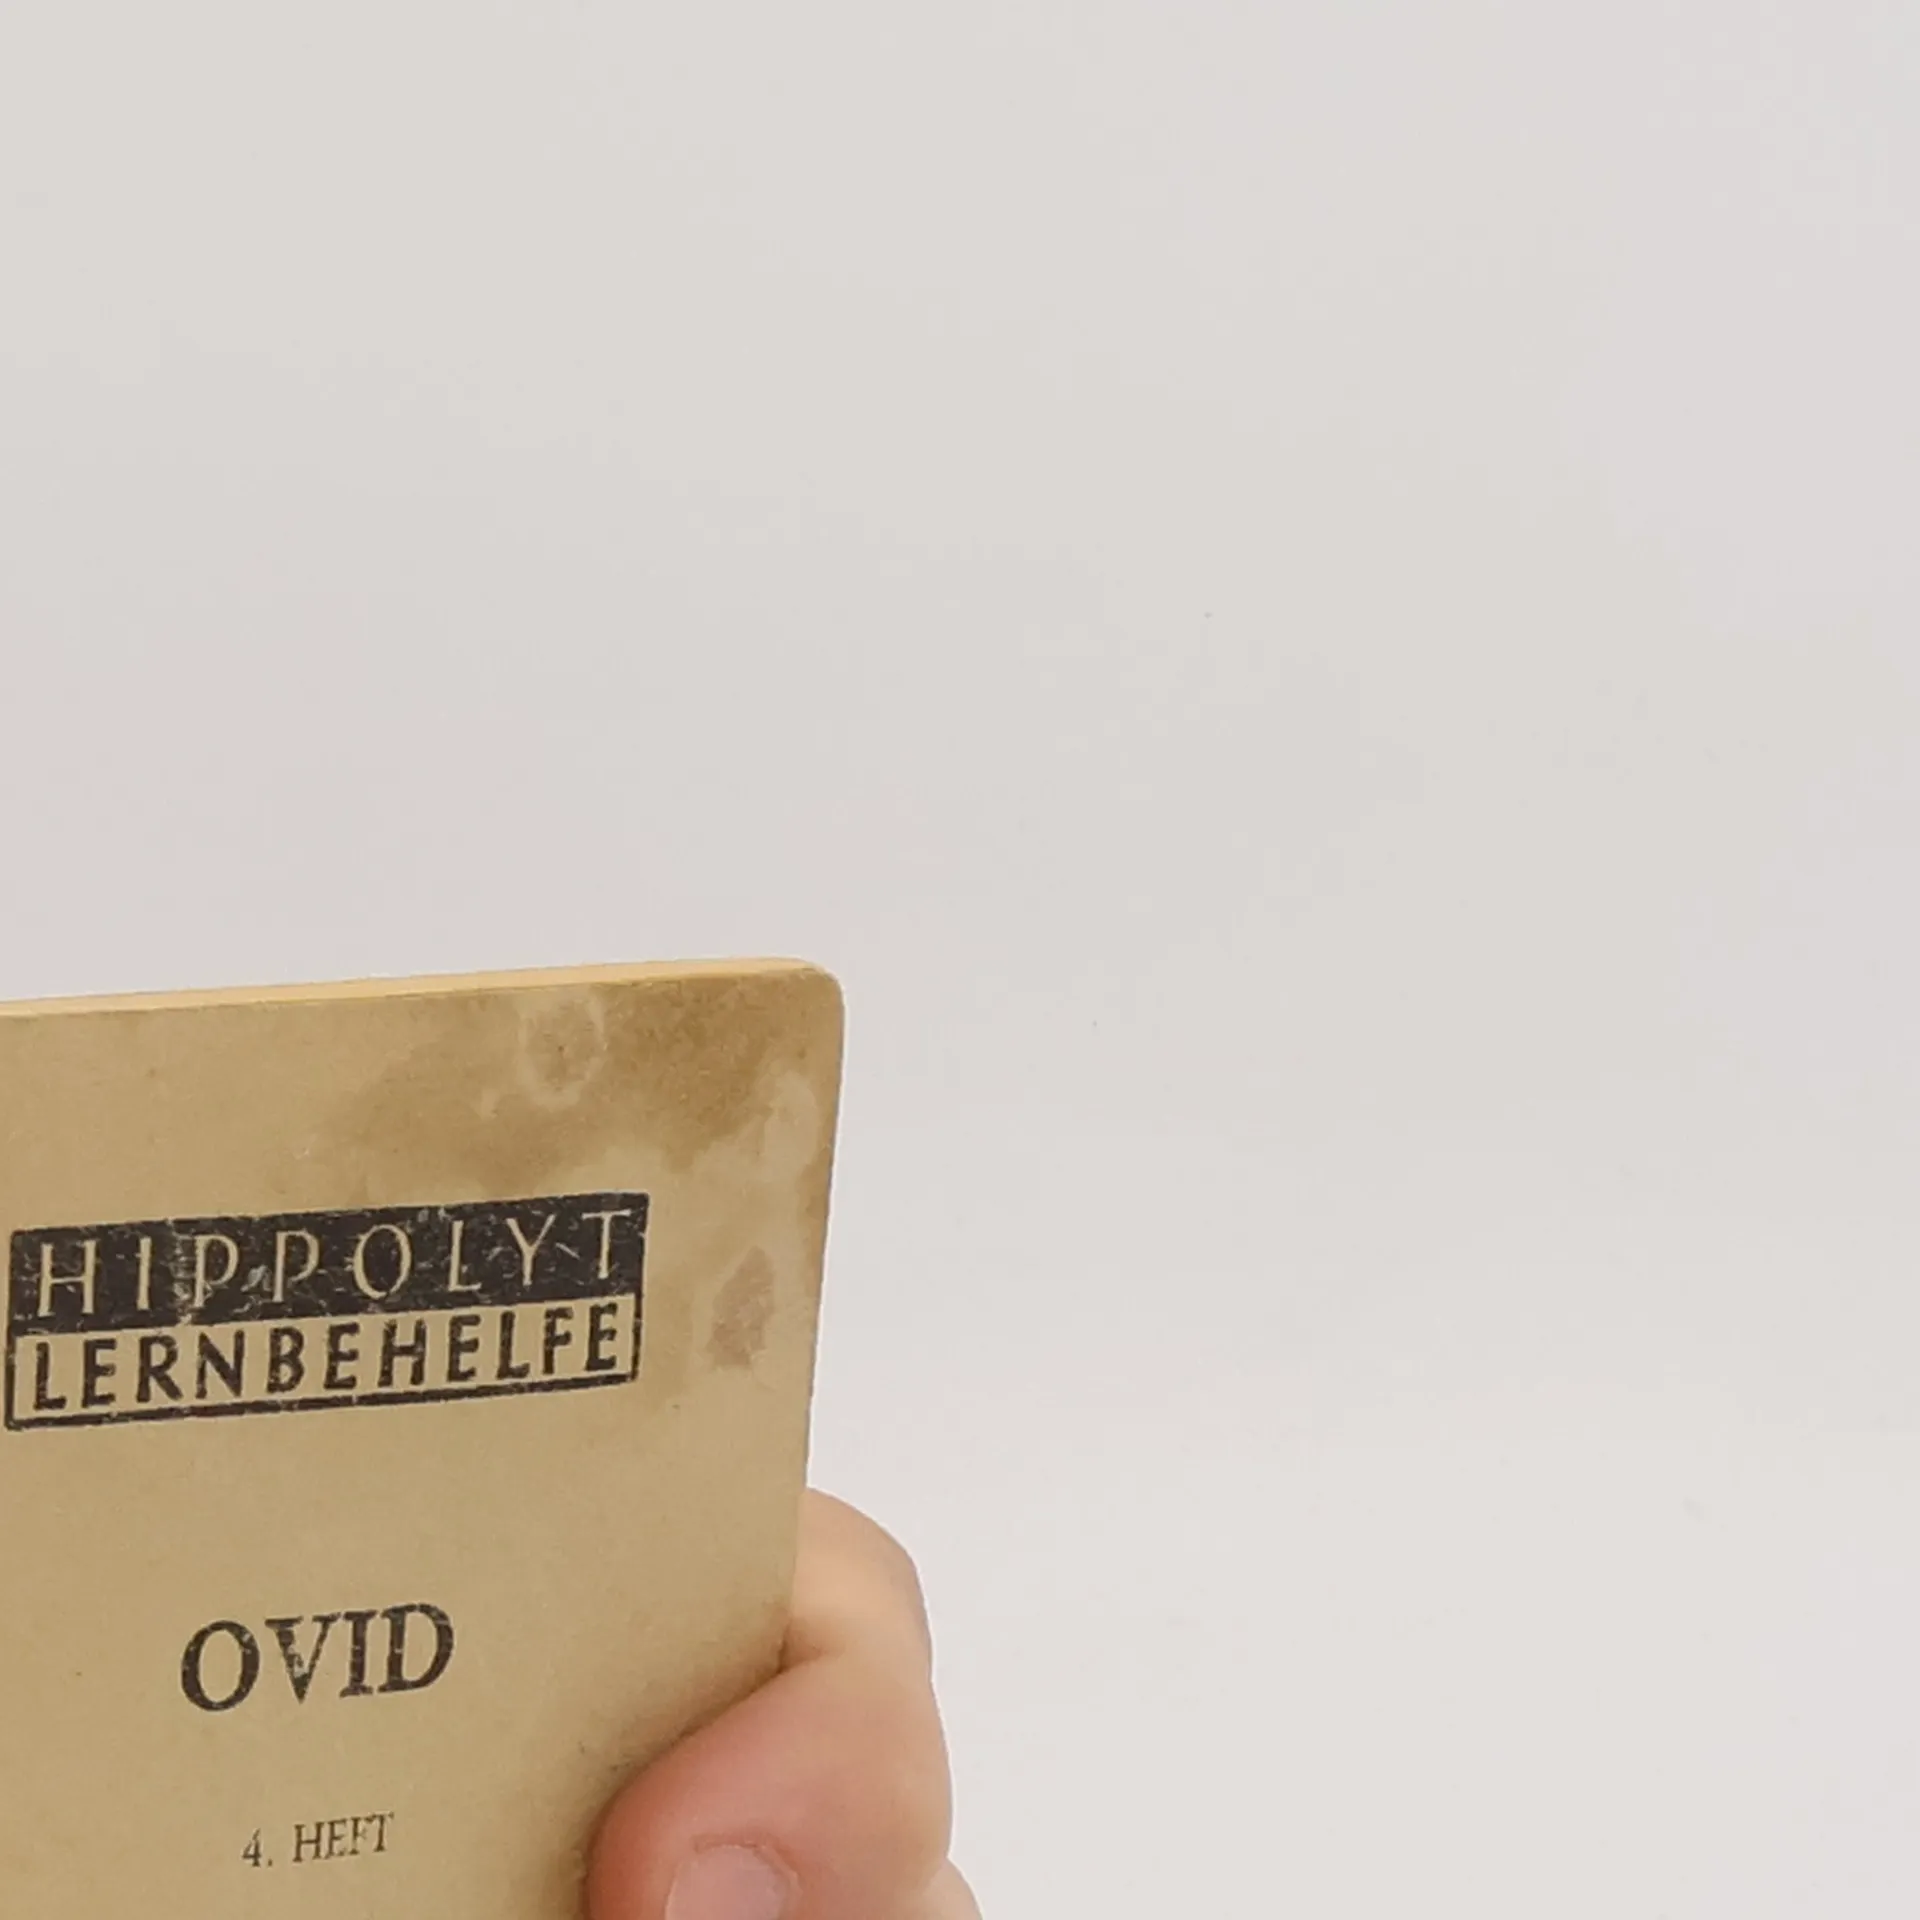 HIPPOLYT
LERNBEHELFE
OVID
4. HEFT